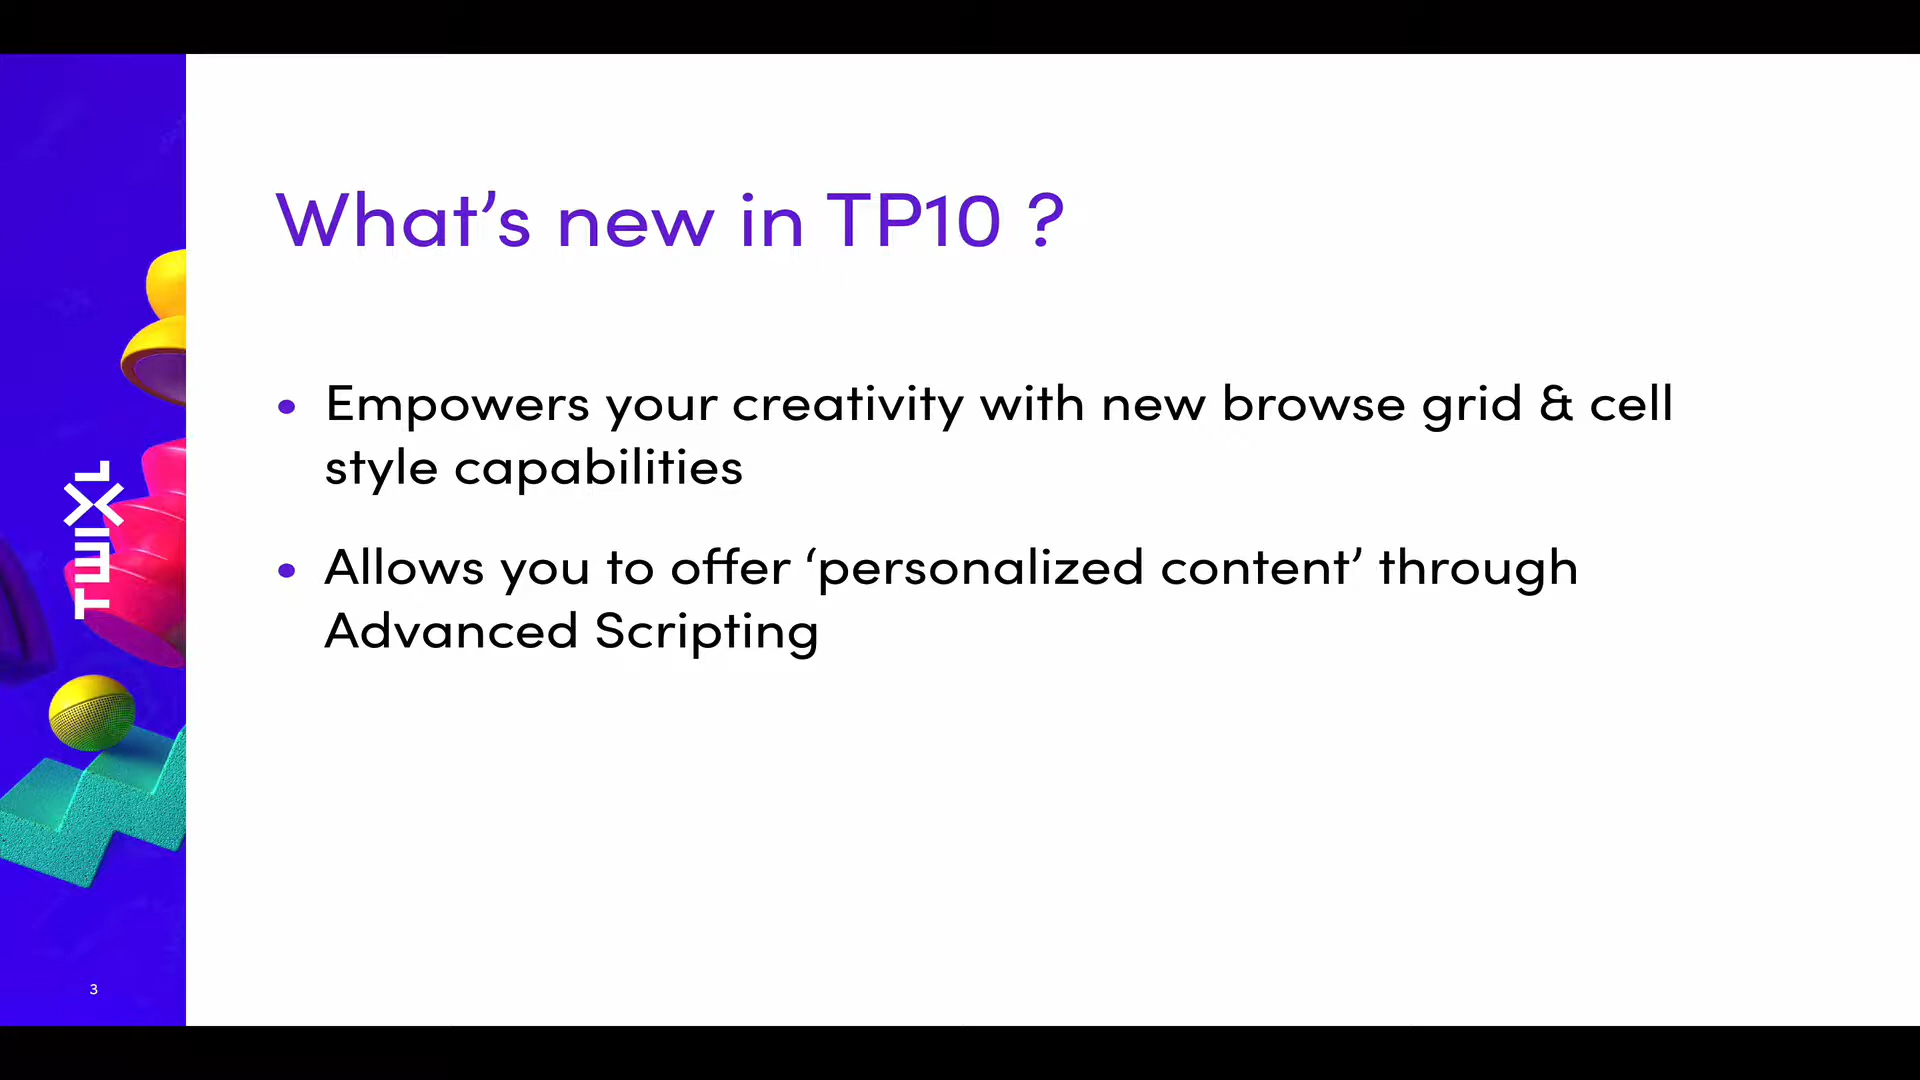 What’s new in TP10 ?
• Empowers your creativity with new browse grid & cell
style capabilities
• Allows you to offer ‘personalized content’ through
Advanced Scripting
TWIXL
3